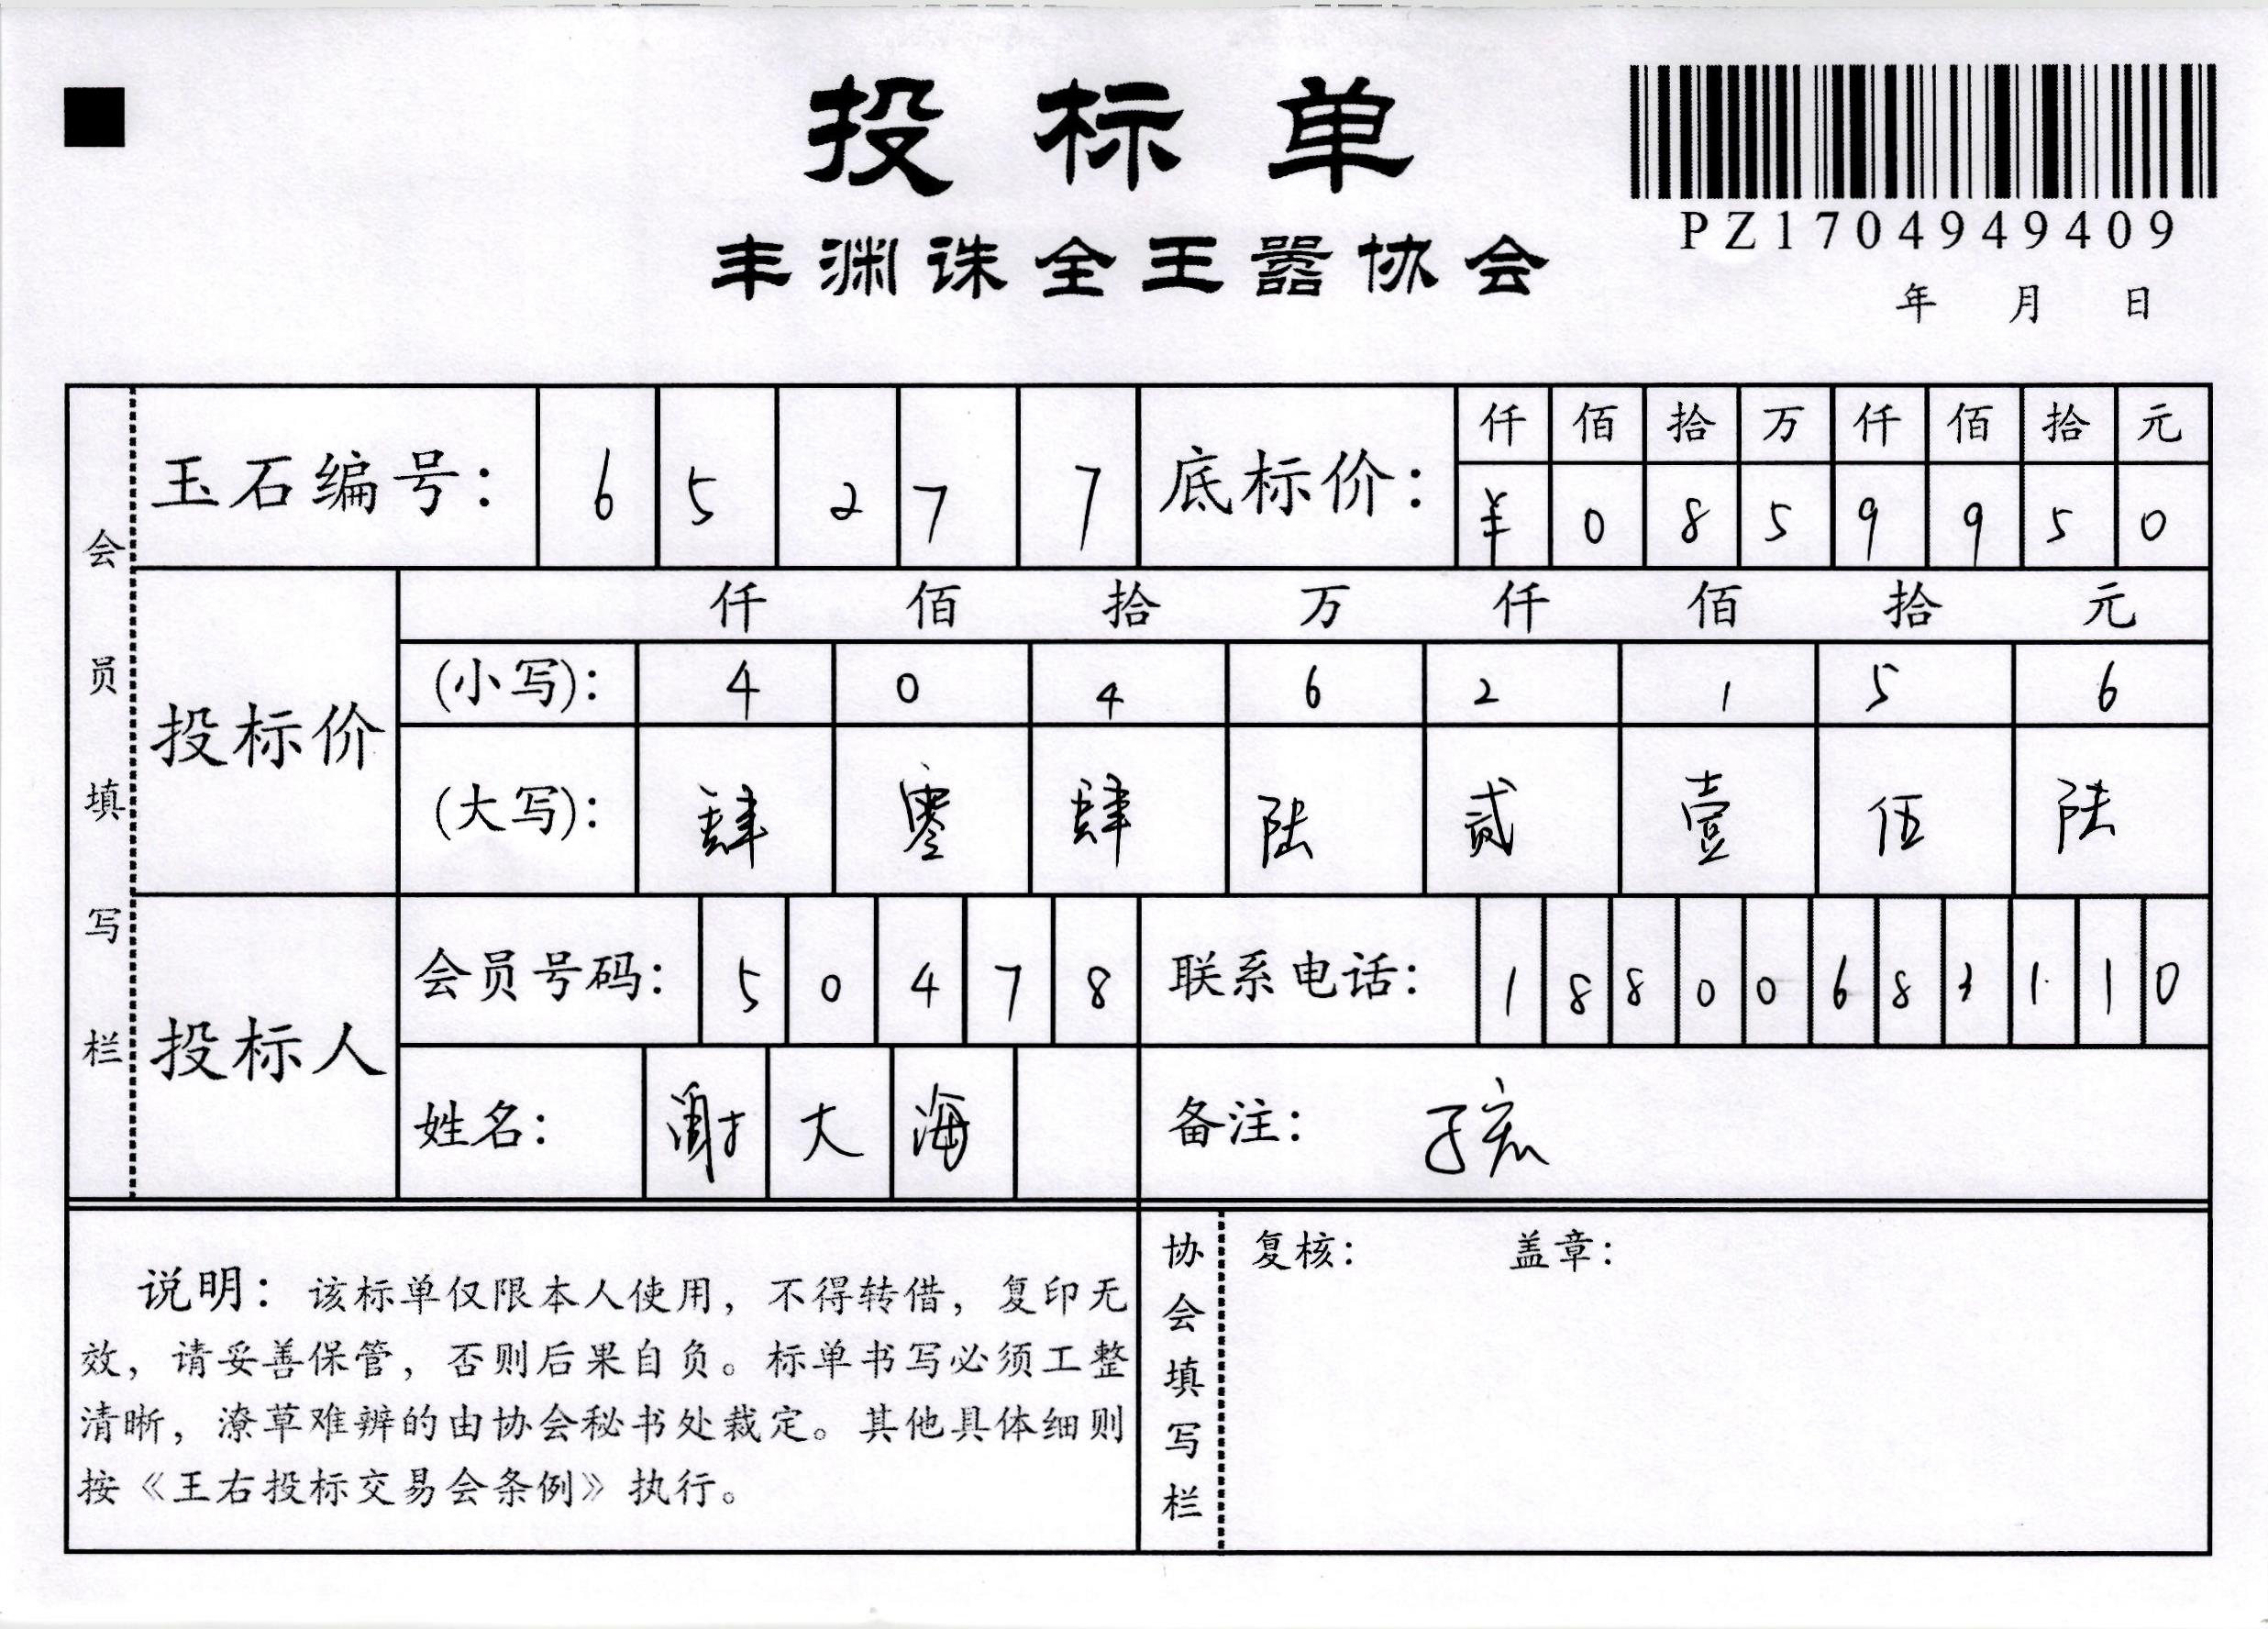 投标单
PZ1704949409
丰渊诛全王嚣协会
年 月 日
会员填写栏
玉石编号： 6 5 2 7 7
底标价：
仟 佰 拾 万 仟 佰 拾 元
¥ 0 8 5 9 9 5 0
投标价
仟 佰 拾 万 仟 佰 拾 元
(小写)： 4 0 4 6 2 1 5 6
(大写)： 肆 零 肆 陆 贰 壹 伍 陆
投标人
会员号码： 5 0 4 7 8
联系电话： 1 8 8 0 0 6 8 3 1 1 0
姓名： 谢 大 海
备注：
说明：该标单仅限本人使用，不得转借，复印无
效，请妥善保管，否则后果自负。标单书写必须工整
清晰，潦草难辨的由协会秘书处裁定。其他具体细则
按《王右投标交易会条例》执行。
协会填写栏
复核： 盖章：